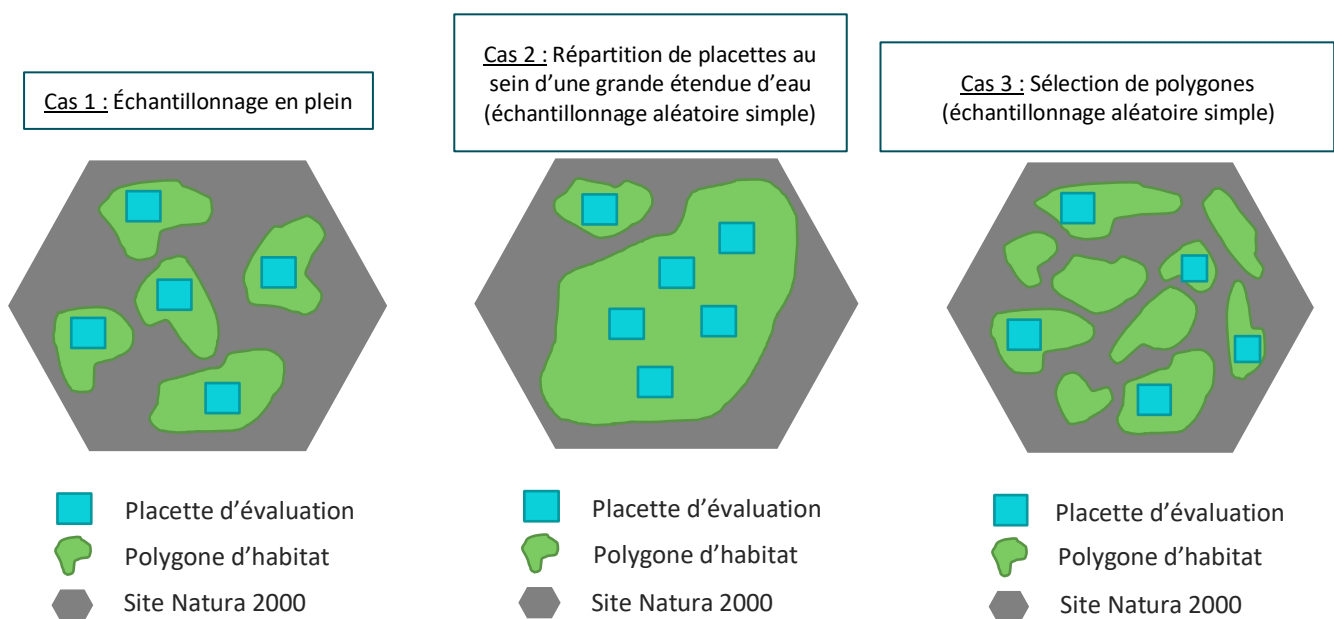 Cas 1 : Échantillonnage en plein
Cas 2 : Répartition de placettes au
sein d'une grande étendue d'eau
(échantillonnage aléatoire simple)
Cas 3 : Sélection de polygones
(échantillonnage aléatoire simple)
Placette d'évaluation
Polygone d'habitat
Site Natura 2000
Placette d'évaluation
Polygone d'habitat
Site Natura 2000
Placette d'évaluation
Polygone d'habitat
Site Natura 2000